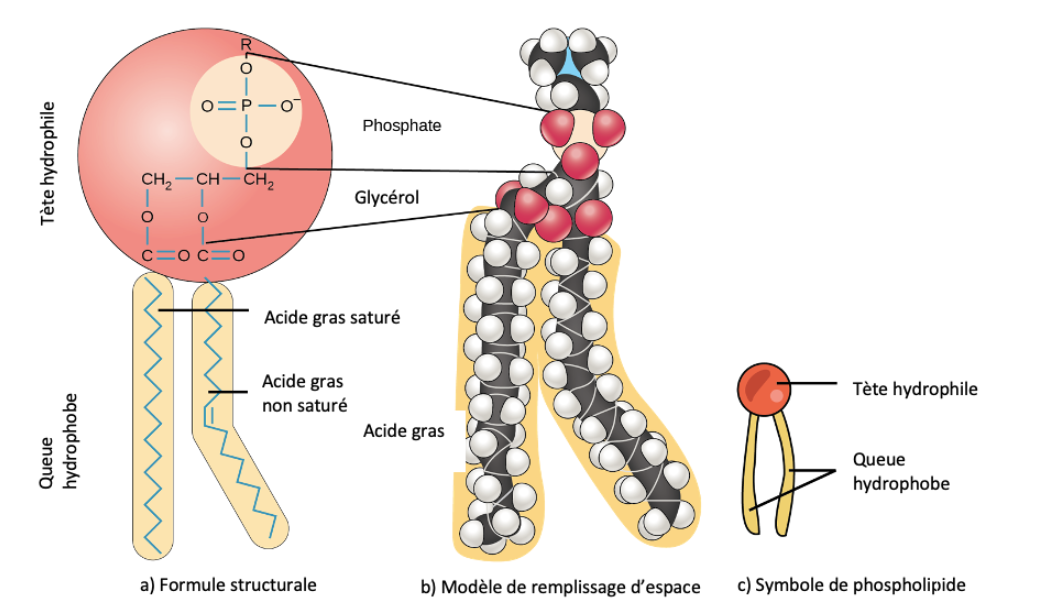 Tète hydrophile
R
O
O=P—O⁻
O
CH₂—CH—CH₂
O
O
C=O
C=O
Phosphate
Glycérol
Acide gras saturé
Acide gras
non saturé
Queue
hydrophobe
Acide gras
Tète hydrophile
Queue
hydrophobe
a) Formule structurale
b) Modèle de remplissage d’espace
c) Symbole de phospholipide